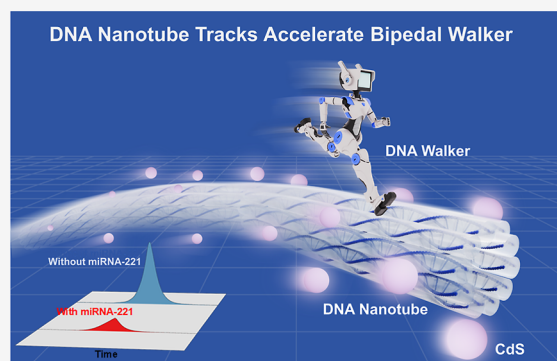 DNA Nanotube Tracks Accelerate Bipedal Walker
DNA Walker
Without miRNA-221
With miRNA-221
DNA Nanotube
Time
CdS